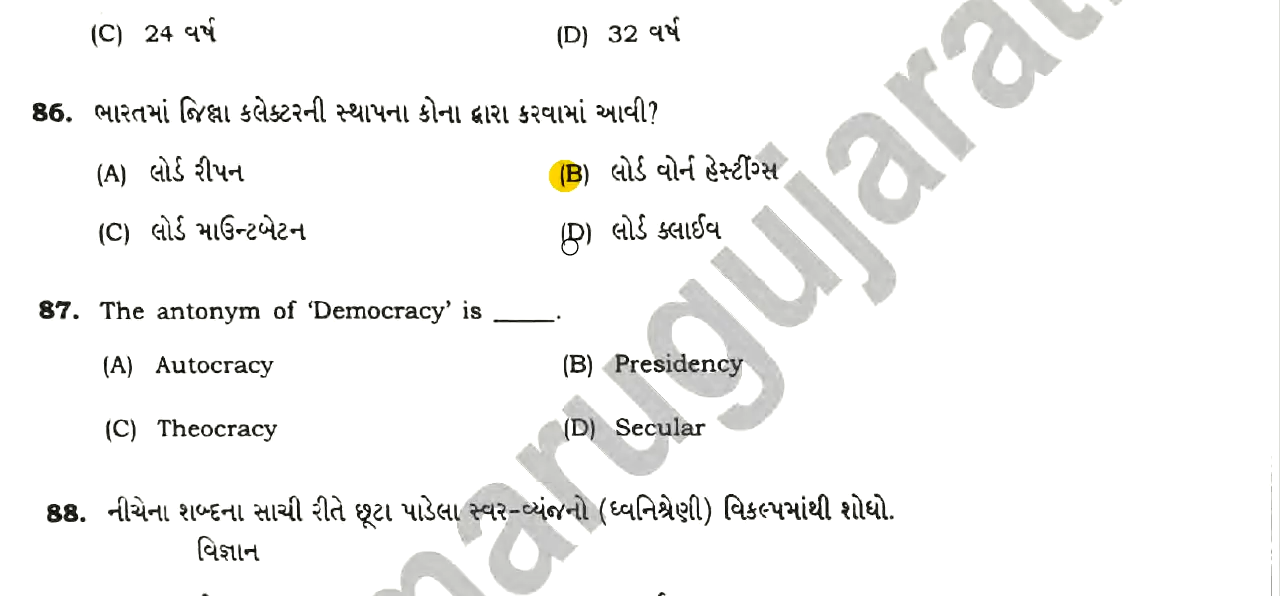 (C) 24 વર્ષ (D) 32 વર્ષ
86. ભારતમાં જિલ્લા કલેક્ટરની સ્થાપના કોના દ્વારા કરવામાં આવી?
(A) લોર્ડ રીપન (B) લોર્ડ વોર્ન હેસ્ટીંગ્સ
(C) લોર્ડ માઉન્ટબેટન (D) લોર્ડ ક્લાઈવ
87. The antonym of ‘Democracy’ is _____.
(A) Autocracy (B) Presidency
(C) Theocracy (D) Secular
88. નીચેના શબ્દના સાચી રીતે છૂટા પાડેલા સ્વર-વ્યંજનો (ધ્વનિશ્રેણી) વિકલ્પમાંથી શોધો.
વિજ્ઞાન
marugujarat